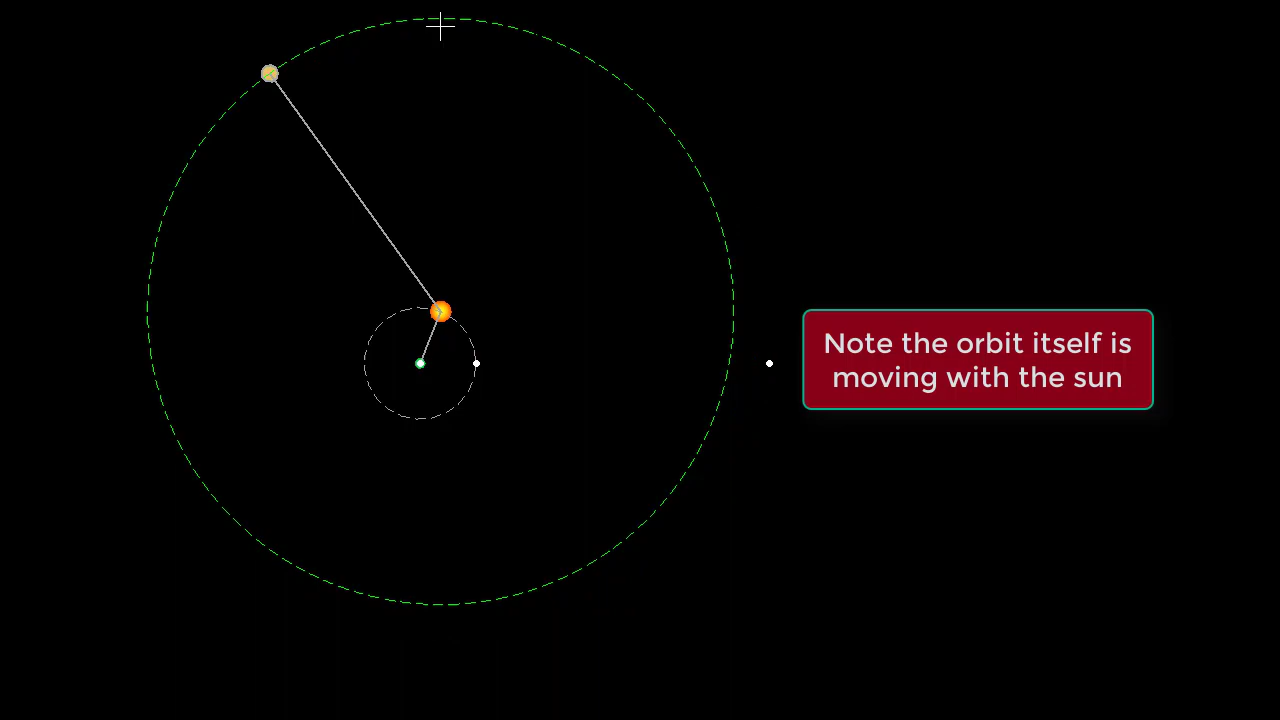 Note the orbit itself is
moving with the sun